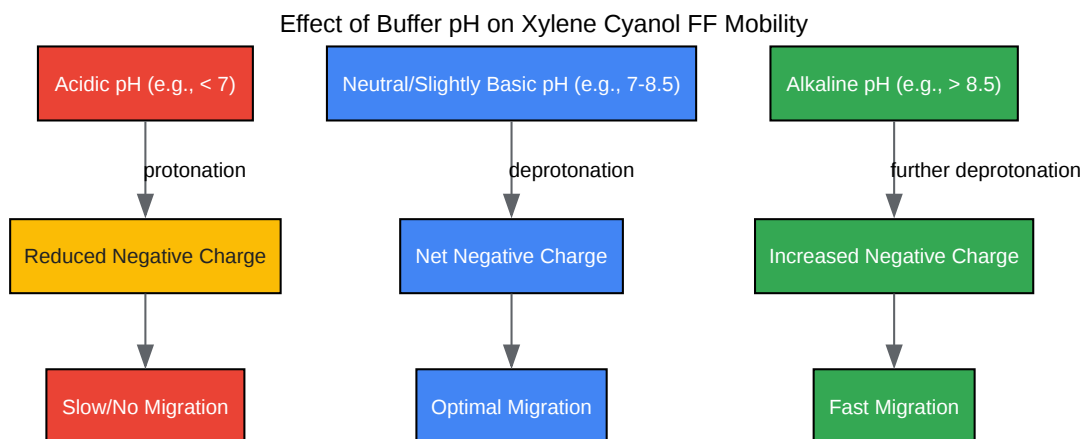 Effect of Buffer pH on Xylene Cyanol FF Mobility
Acidic pH (e.g., < 7)
Neutral/Slightly Basic pH (e.g., 7-8.5)
Alkaline pH (e.g., > 8.5)
protonation
deprotonation
further deprotonation
Reduced Negative Charge
Net Negative Charge
Increased Negative Charge
Slow/No Migration
Optimal Migration
Fast Migration